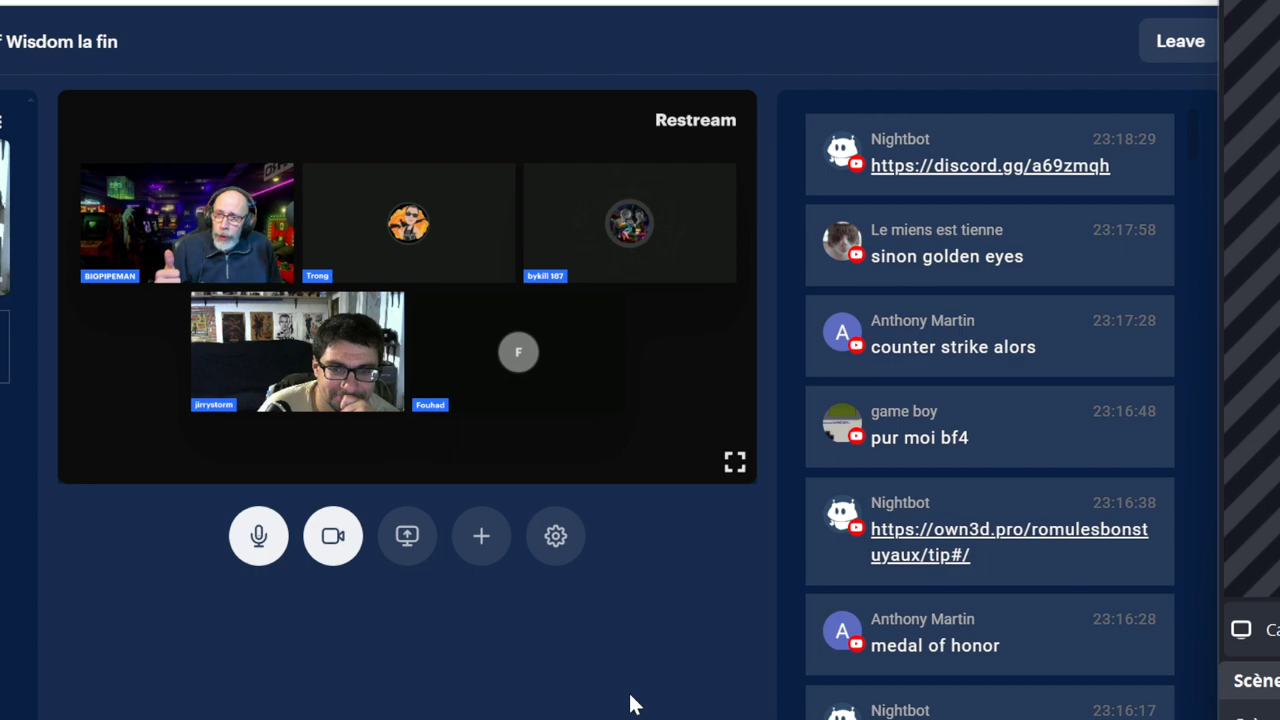 f Wisdom la fin
Leave
Restream
BIGPIPEMAN
Trong
bykill 187
jirrystorm
F
Fouhad
Nightbot
23:18:29
https://discord.gg/a69zmqh
Le miens est tienne
23:17:58
sinon golden eyes
A
Anthony Martin
23:17:28
counter strike alors
game boy
23:16:48
pur moi bf4
Nightbot
23:16:38
https://own3d.pro/romulesbonst
uyaux/tip#/
A
Anthony Martin
23:16:28
medal of honor
Nightbot
23:16:17
Ca
Scène